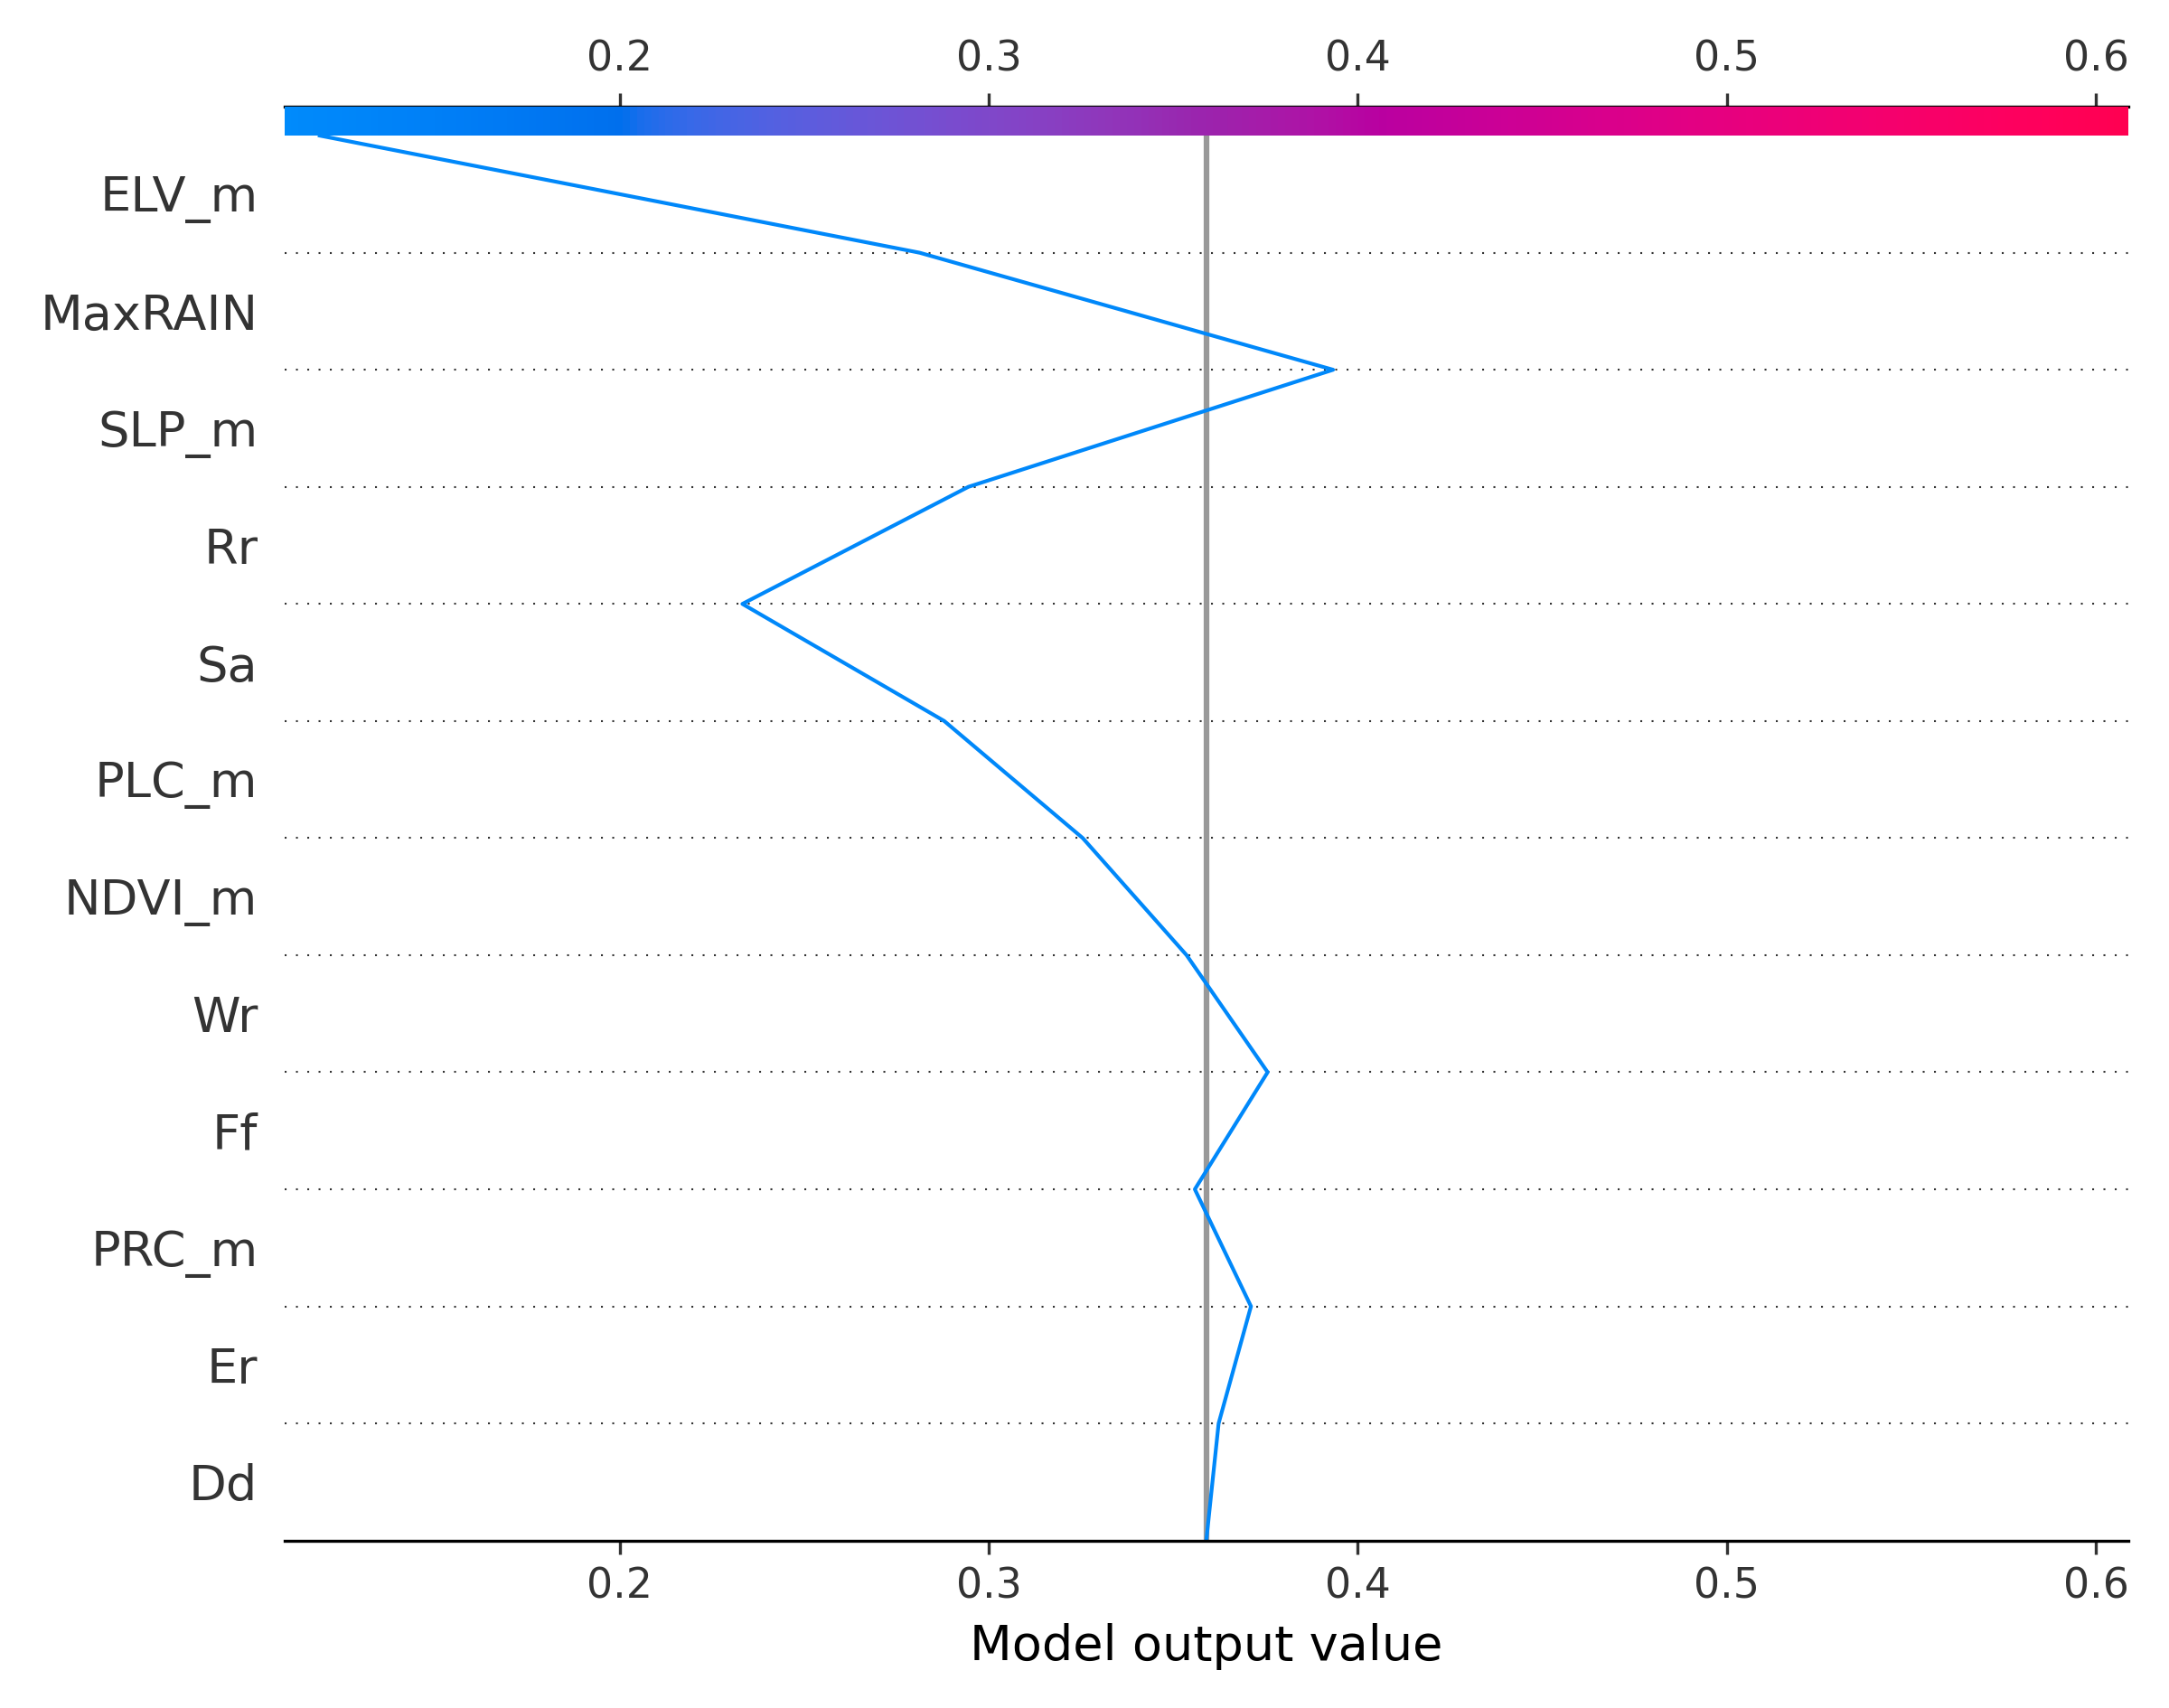 0.2 0.3 0.4 0.5 0.6
ELV_m
MaxRAIN
SLP_m
Rr
Sa
PLC_m
NDVI_m
Wr
Ff
PRC_m
Er
Dd
0.2 0.3 0.4 0.5 0.6
Model output value